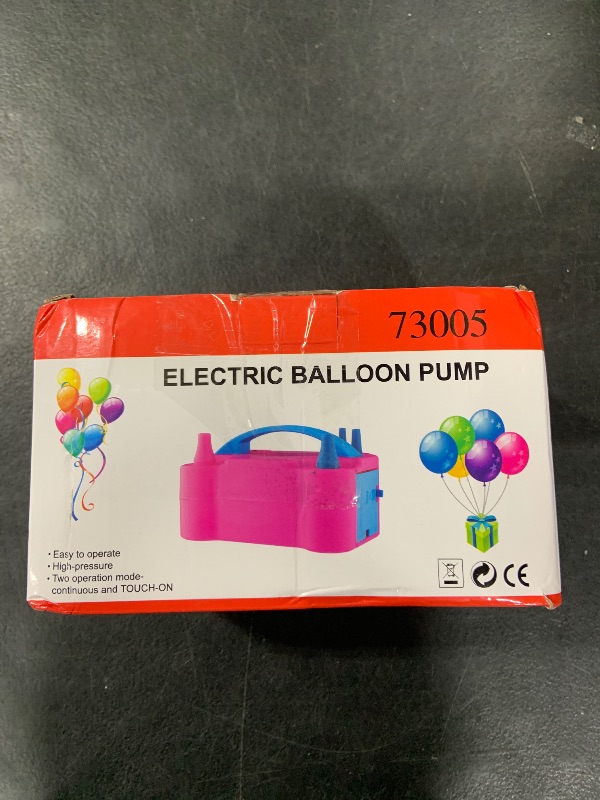 73005
ELECTRIC BALLOON PUMP
• Easy to operate
• High-pressure
• Two operation mode-
continuous and TOUCH-ON
CE